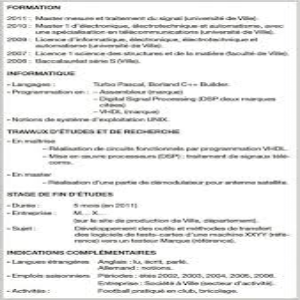 FORMATION
2011 : Master mesure et traitement du signal (université de Ville).
2010 : Master 1 d'électronique, électrotechnique et automatisme, avec
une spécialisation en télécommunications (université de Ville).
2009 : Licence d'informatique, électronique, électrotechnique et
automatisme (université de Ville).
2007 : Licence 1 science des structures et de la matière (faculté de Ville).
2006 : Baccalauréat série S (Ville).
INFORMATIQUE
- Langages : Turbo Pascal, Borland C++ Builder.
- Programmation en : – Assembleur (marque)
– Digital Signal Processing (DSP deux marques
citées)
– VHDL (marque)
- Notions de système d'exploitation UNIX.
TRAVAUX D'ÉTUDES ET DE RECHERCHE
- En maîtrise
– Réalisation de circuits fonctionnels par programmation VHDL.
– Mise en œuvre processeurs (DSP) : traitement de signaux télé-
coms.
- En master
– Réalisation d'une partie de démodulateur pour antenne satellite.
STAGE DE FIN D'ÉTUDES
- Durée : 5 mois (en 2011)
- Entreprise : M... X...
(sur le site de production de Ville, département).
- Sujet : Développement des outils et méthodes de transfert
des logiciels de tests-cartes d'une machine XXYY (réfé-
rence) vers un testeur Marque (référence).
INDICATIONS COMPLÉMENTAIRES
- Langues étrangères Anglais : lu, écrit, parlé.
Allemand : notions.
- Emplois saisonniers Périodes : étés 2002, 2003, 2004, 2005, 2006.
Entreprise : Société à Ville (secteur d'activité).
- Activités : Football pratiqué en club, bricolage.